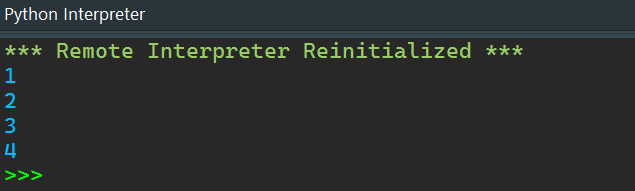 Python Interpreter
*** Remote Interpreter Reinitialized ***
1
2
3
4
>>>